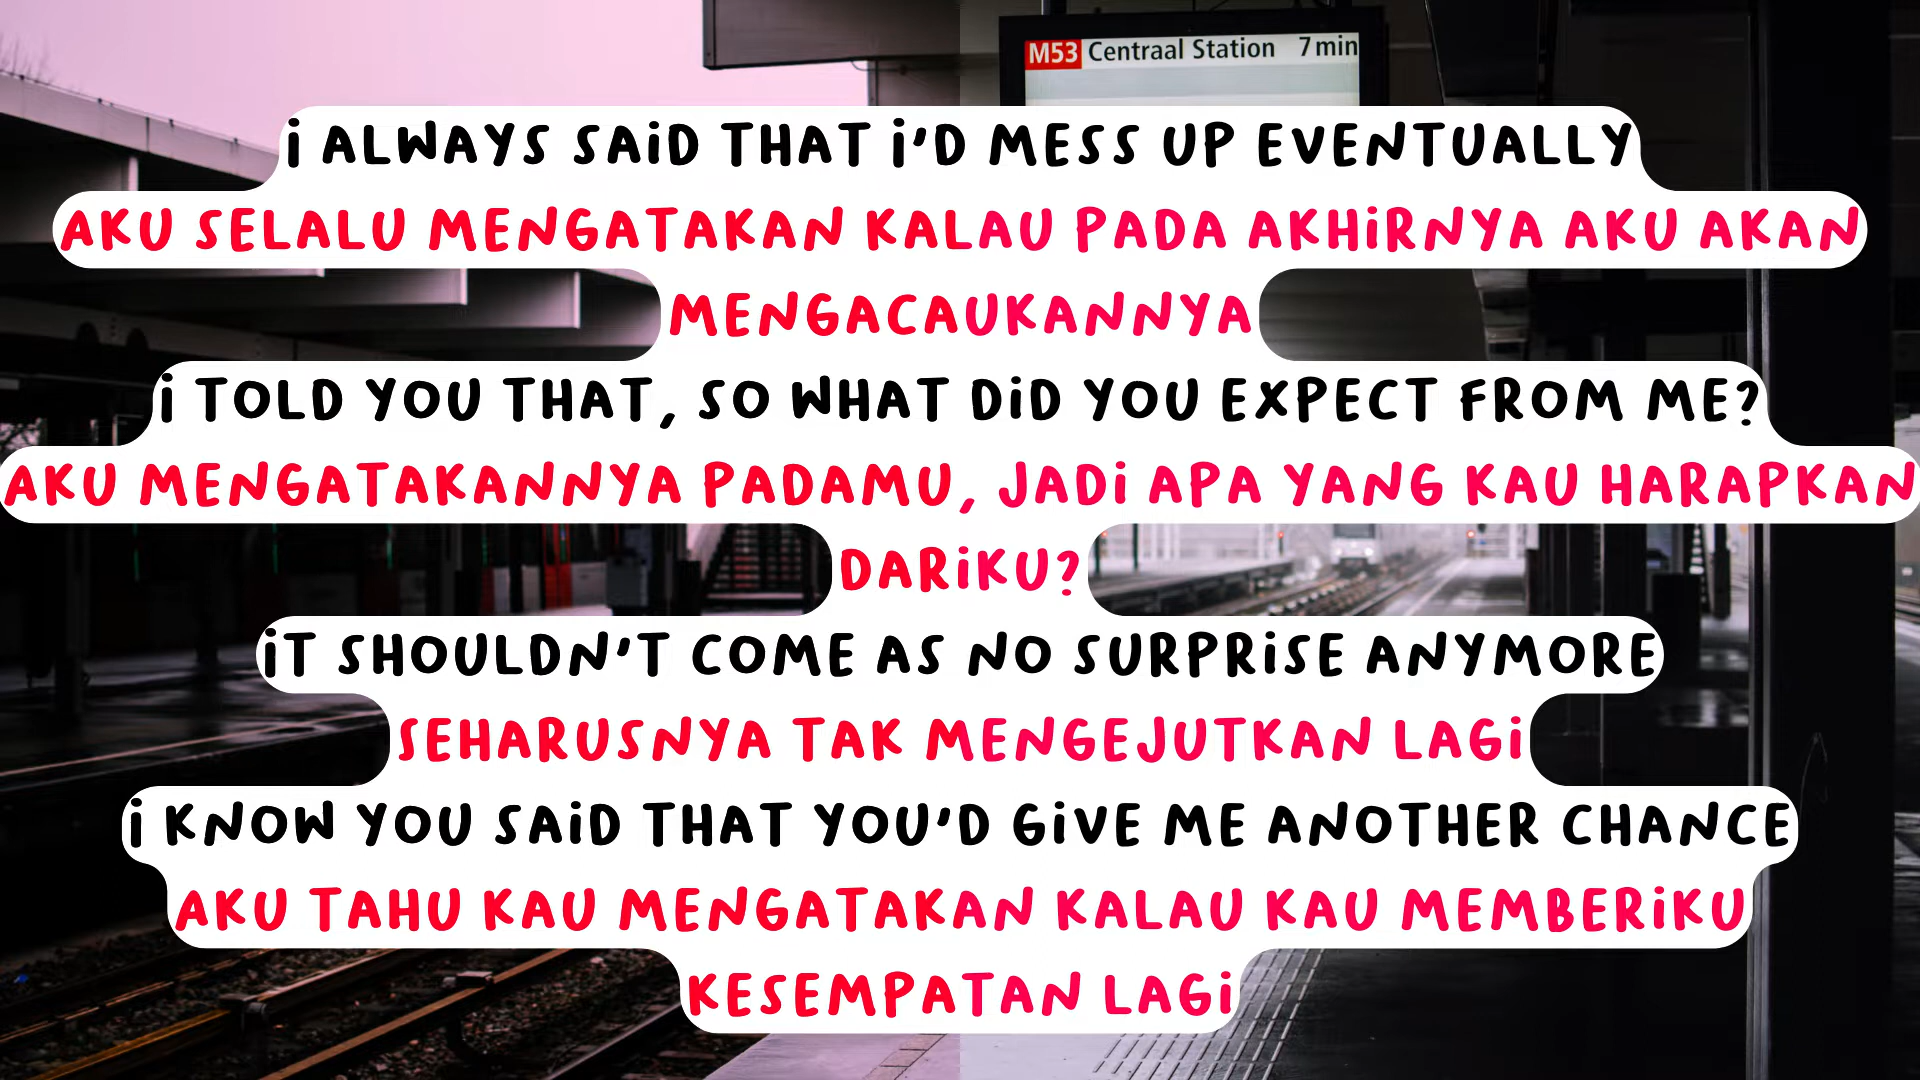 M53 Centraal Station 7 min
i ALWAYS SAiD THAT i'D MESS UP EVENTUALLY
AKU SELALU MENGATAKAN KALAU PADA AKHiRNYA AKU AKAN
MENGACAUKANNYA
i TOLD YOU THAT, SO WHAT DiD YOU EXPECT FROM ME?
AKU MENGATAKANNYA PADAMU, JADi APA YANG KAU HARAPKAN
DARiKU?
iT SHOULDN'T COME AS NO SURPRiSE ANYMORE
SEHARUSNYA TAK MENGEJUTKAN LAGi
i KNOW YOU SAiD THAT YOU'D GiVE ME ANOTHER CHANCE
AKU TAHU KAU MENGATAKAN KALAU KAU MEMBERiKU
KESEMPATAN LAGi